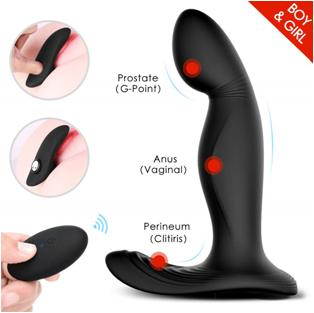 BOY
& GIRL
Prostate
(G-Point)
Anus
(Vaginal)
Perineum
(Clitiris)